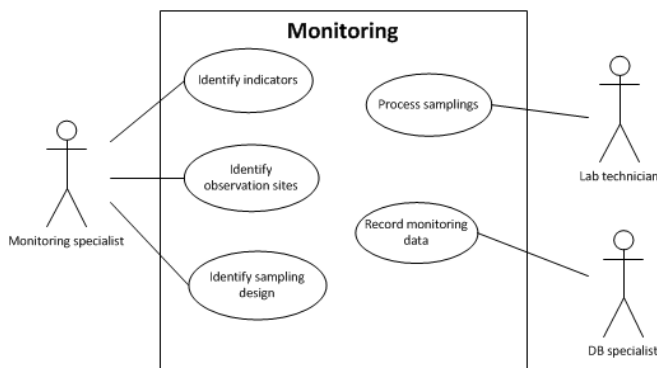 Monitoring
Identify indicators
Process samplings
Identify
observation sites
Lab technician
Monitoring specialist
Record monitoring
data
Identify sampling
design
DB specialist